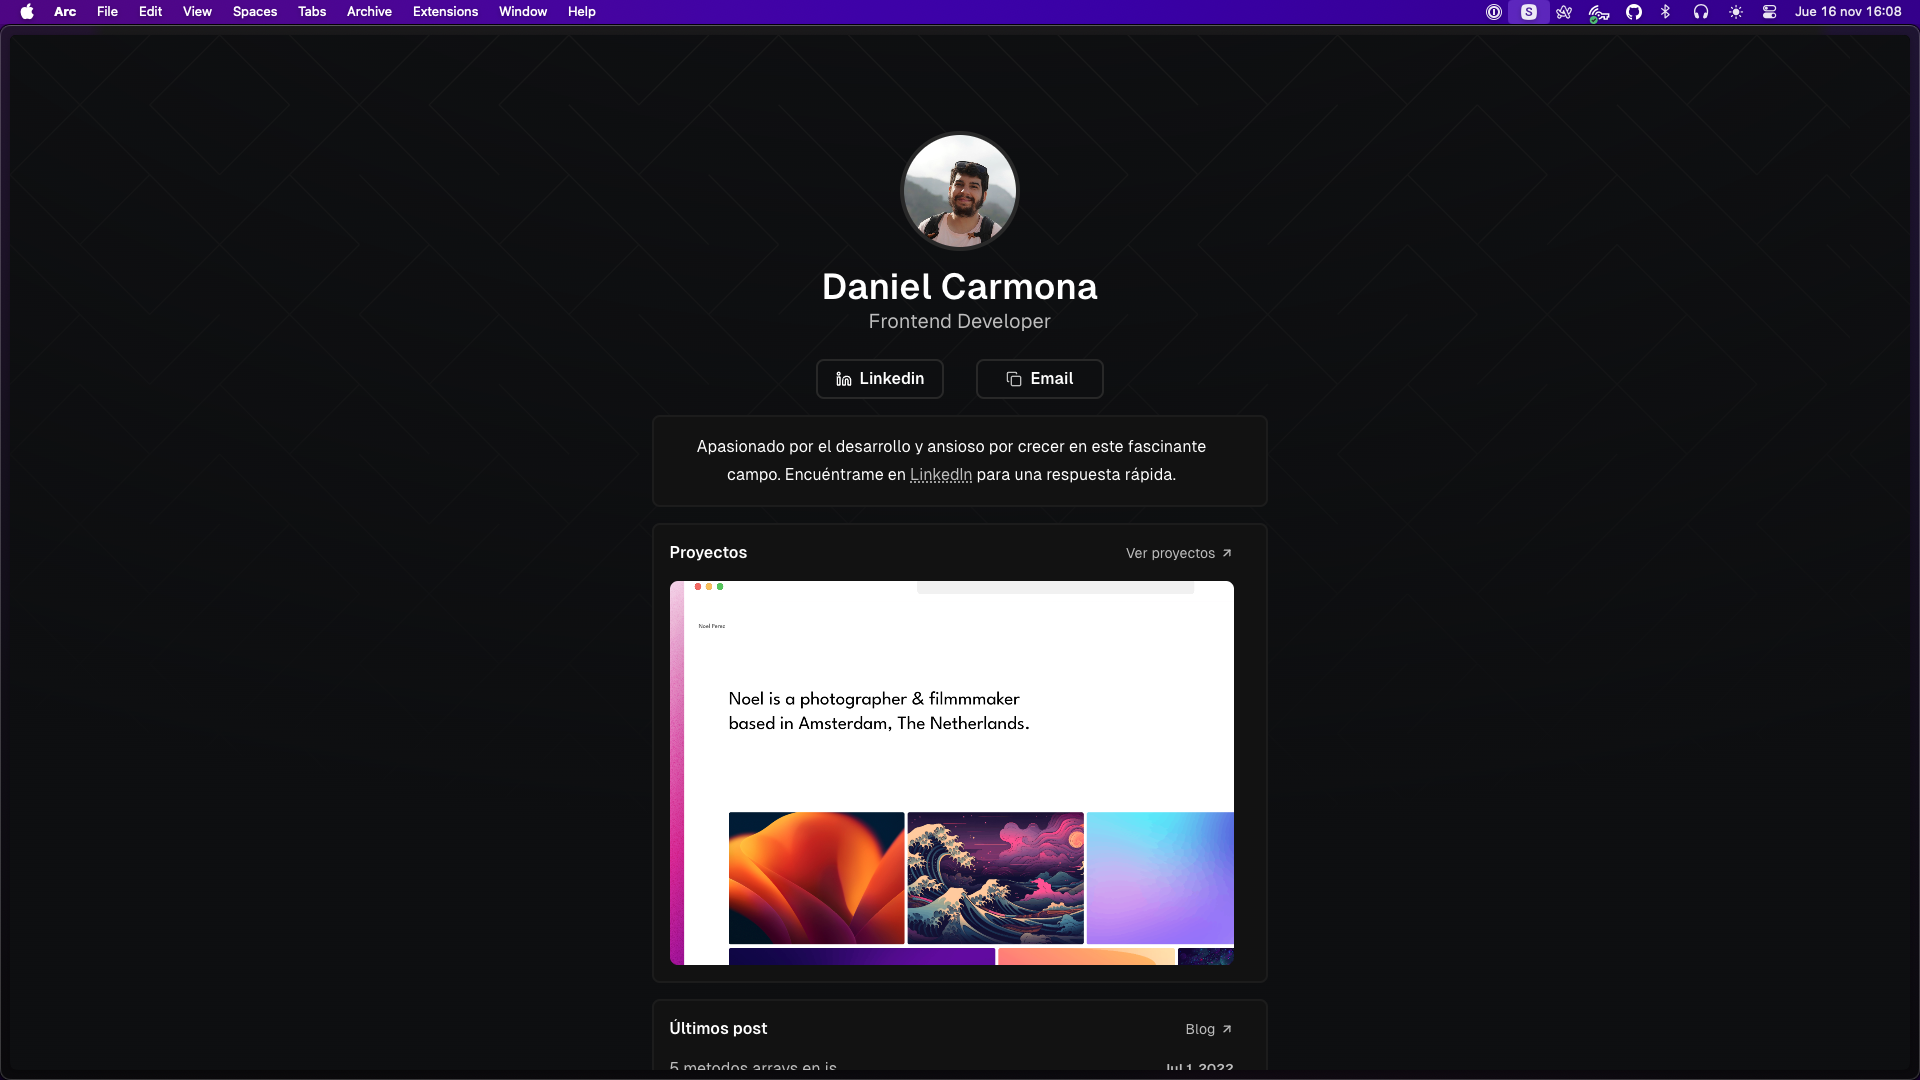 Arc File Edit View Spaces Tabs Archive Extensions Window Help
S
Jue 16 nov 16:08
Daniel Carmona
Frontend Developer
Linkedin
Email
Apasionado por el desarrollo y ansioso por crecer en este fascinante
campo. Encuéntrame en LinkedIn para una respuesta rápida.
Proyectos
Ver proyectos
Noel Perez
Noel is a photographer & filmmmaker
based in Amsterdam, The Netherlands.
Últimos post
Blog
5 metodos arrays en js
Jul 1, 2022